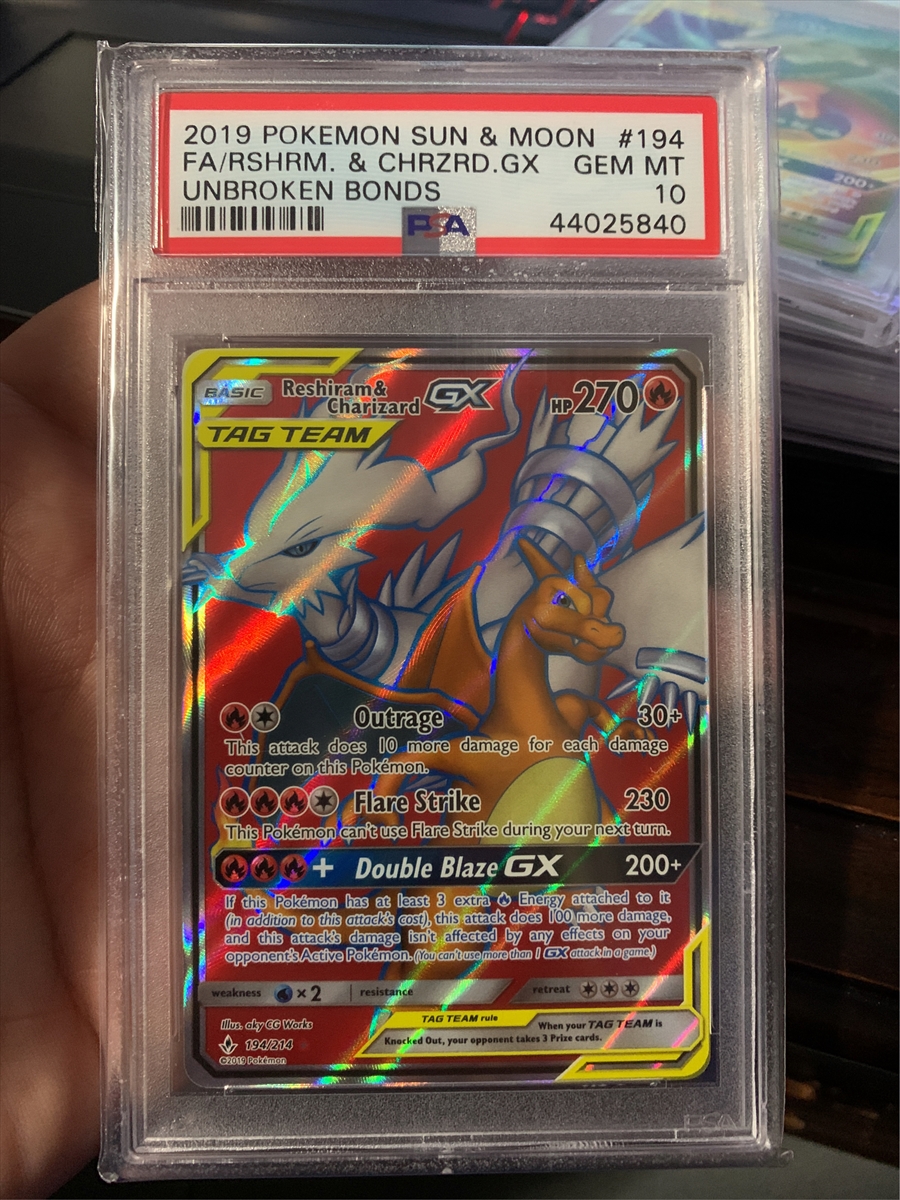 2019 POKEMON SUN & MOON #194
FA/RSHRM. & CHRZRD.GX GEM MT
UNBROKEN BONDS 10
PSA 44025840
BASIC Reshiram & Charizard GX HP270
TAG TEAM
Outrage 30+
This attack does 10 more damage for each damage
counter on this Pokémon.
Flare Strike 230
This Pokémon can't use Flare Strike during your next turn.
+ Double Blaze GX 200+
If this Pokémon has at least 3 extra Energy attached to it
(in addition to this attack's cost), this attack does 100 more damage,
and this attack's damage isn't affected by any effects on your
opponent's Active Pokémon. (You can't use more than 1 GX attack in a game.)
weakness ×2 resistance retreat
TAG TEAM rule
When your TAG TEAM is
Knocked Out, your opponent takes 3 Prize cards.
Illus. aky CG Works
194/214
©2019 Pokémon
PSA
200+